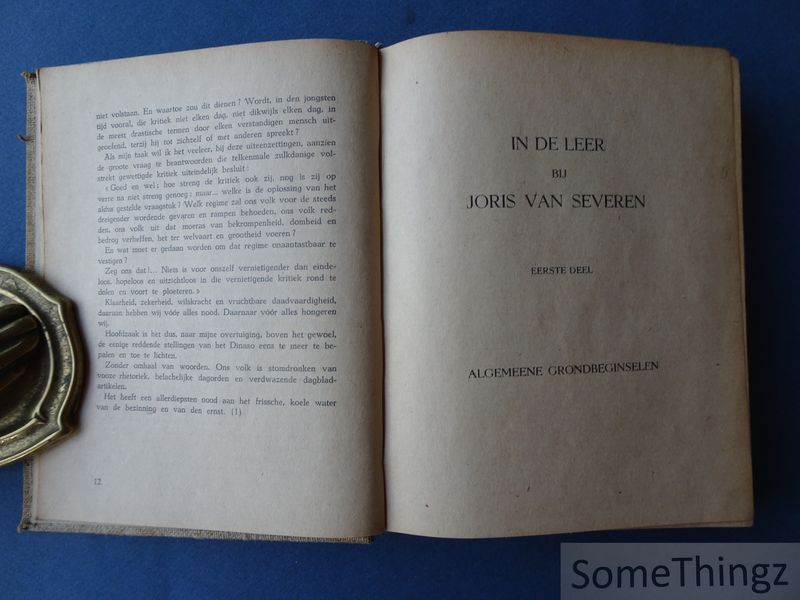 niet volstaan. En waartoe zou dit dienen? Wordt, in den jongsten
tijd vooral, die kritiek niet elken dag, niet dikwijls elken dag, in
de meest drastische termen door elken verstandigen mensch uit-
geoefend, terzij hij tot zichzelf of met anderen spreekt?
Als mijn taak wil ik het veeleer, bij deze uiteenzettingen, aanzien
de groote vraag te beantwoorden die telkenmale zulkdanige vol-
strekt gewettigde kritiek uiteindelijk besluit:
« Goed en wel; hoe streng de kritiek ook zij, nog is zij op
verre na niet streng genoeg; maar... welke is de oplossing van het
aldus gestelde vraagstuk? Welk regime zal ons volk voor de steeds
dreigender wordende gevaren en rampen behoeden, ons volk red-
den, ons volk uit dat moeras van bekrompenheid, domheid en
bedrog verheffen, het ter welvaart en grootheid voeren?
En wat moet er gedaan worden om dat regime onaantastbaar te
vestigen?
Zeg ons dat!... Niets is voor onszelf vernietigender dan einde-
loos, hopeloos en uitzichtloos in die vernietigende kritiek rond te
dolen en voort te ploeteren. »
Klaarheid, zekerheid, wilskracht en vruchtbare daadvaardigheid,
daaraan hebben wij vóór alles nood. Daarnaar vóór alles hongeren
wij.
Hoofdzaak is het dus, naar mijne overtuiging, boven het gewoel,
de eenige reddende stellingen van het Dinaso eens te meer te be-
palen en toe te lichten.
Zonder omhaal van woorden. Ons volk is stomdronken van
vooze rhetoriek, belachelijke dagorden en verdwazende dagblad-
artikelen.
Het heeft een allerdiepsten nood aan het frissche, koele water
van de bezinning en van den ernst. (1)
12
IN DE LEER
BIJ
JORIS VAN SEVEREN
EERSTE DEEL
ALGEMEENE GRONDBEGINSELEN
SomeThingz